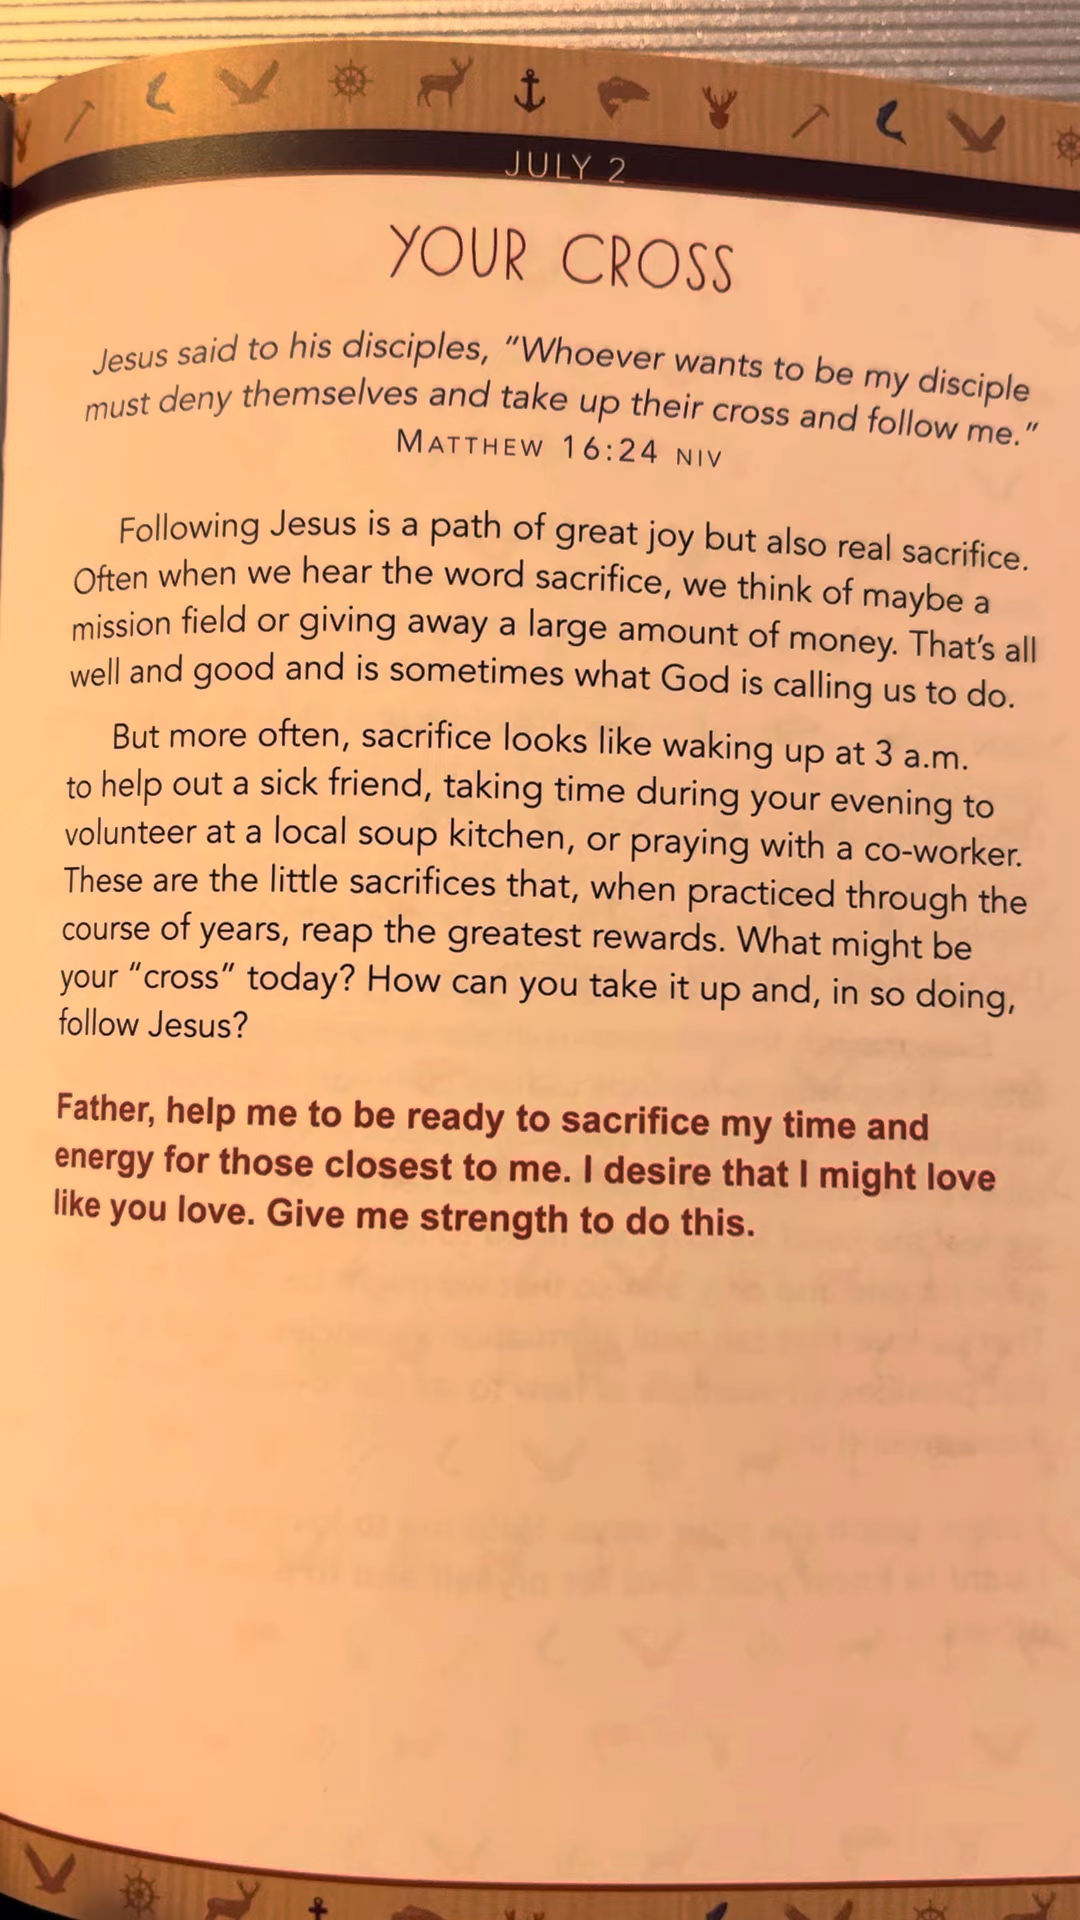 JULY 2
YOUR CROSS
Jesus said to his disciples, “Whoever wants to be my disciple
must deny themselves and take up their cross and follow me.”
MATTHEW 16:24 NIV
Following Jesus is a path of great joy but also real sacrifice.
Often when we hear the word sacrifice, we think of maybe a
mission field or giving away a large amount of money. That’s all
well and good and is sometimes what God is calling us to do.
But more often, sacrifice looks like waking up at 3 a.m.
to help out a sick friend, taking time during your evening to
volunteer at a local soup kitchen, or praying with a co-worker.
These are the little sacrifices that, when practiced through the
course of years, reap the greatest rewards. What might be
your “cross” today? How can you take it up and, in so doing,
follow Jesus?
Father, help me to be ready to sacrifice my time and
energy for those closest to me. I desire that I might love
like you love. Give me strength to do this.